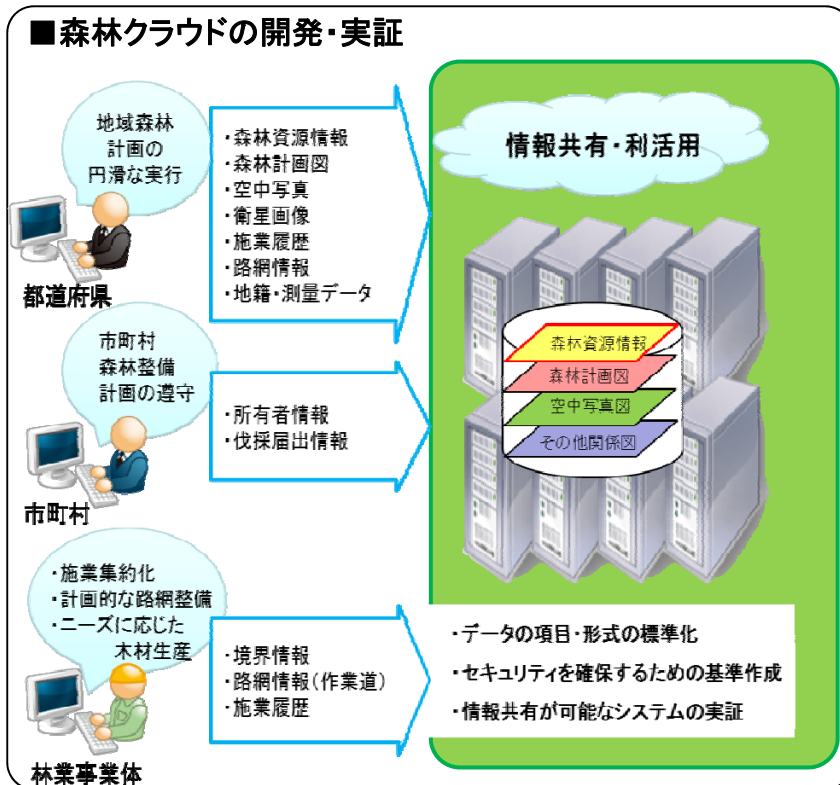 ■森林クラウドの開発・実証
地域森林
計画の
円滑な実行
都道府県
・森林資源情報
・森林計画図
・空中写真
・衛星画像
・施業履歴
・路網情報
・地籍・測量データ
市町村
森林整備
計画の遵守
市町村
・所有者情報
・伐採届出情報
・施業集約化
・計画的な路網整備
・ニーズに応じた
木材生産
林業事業体
・境界情報
・路網情報(作業道)
・施業履歴
情報共有・利活用
森林資源情報
森林計画図
空中写真図
その他関係図
・データの項目・形式の標準化
・セキュリティを確保するための基準作成
・情報共有が可能なシステムの実証